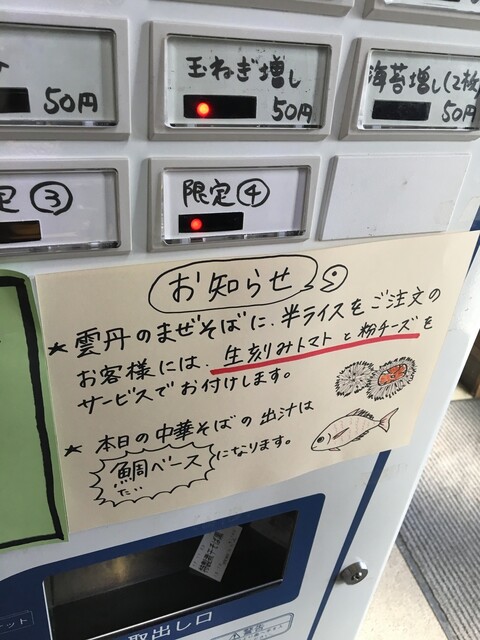 50円
玉ねぎ増し
50円
海苔増し(2枚
50円
定③
限定④
お知らせ
★ 雲丹のまぜそばに、半ライスをご注文の
お客様には、生刻みトマトと粉チーズを
サービスでお付けします。
★ 本日の中華そばの出汁は
鯛ベースになります。
たい
取出し口